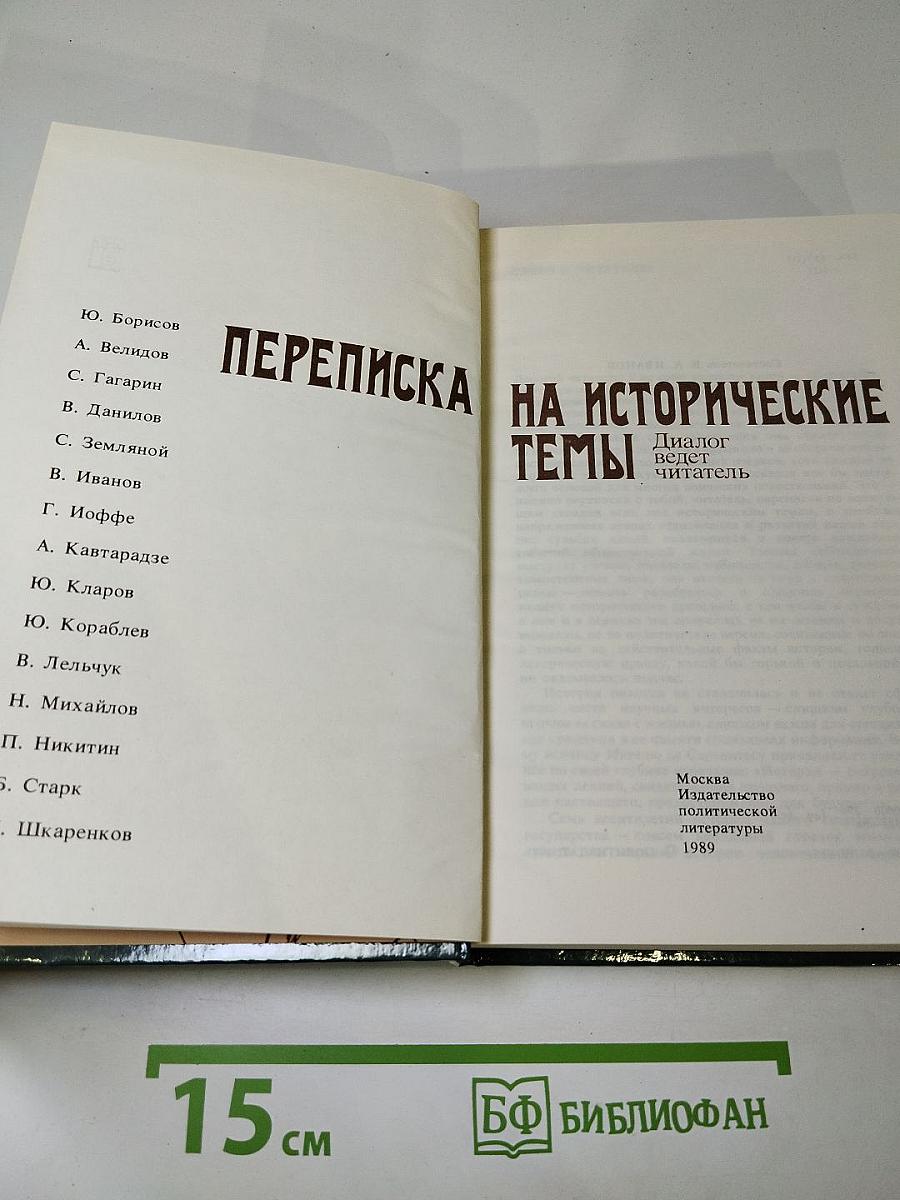 Ю. Борисов
А. Велидов
С. Гагарин
В. Данилов
С. Земляной
В. Иванов
Г. Иоффе
А. Кавтарадзе
Ю. Кларов
Ю. Кораблев
В. Лельчук
Н. Михайлов
П. Никитин
Б. Старк
Шкаренков
ПЕРЕПИСКА
НА ИСТОРИЧЕСКИЕ
ТЕМЫ
Диалог
ведет
читатель
Москва
Издательство
политической
литературы
1989
15 см
БФ БИБЛИОФАН